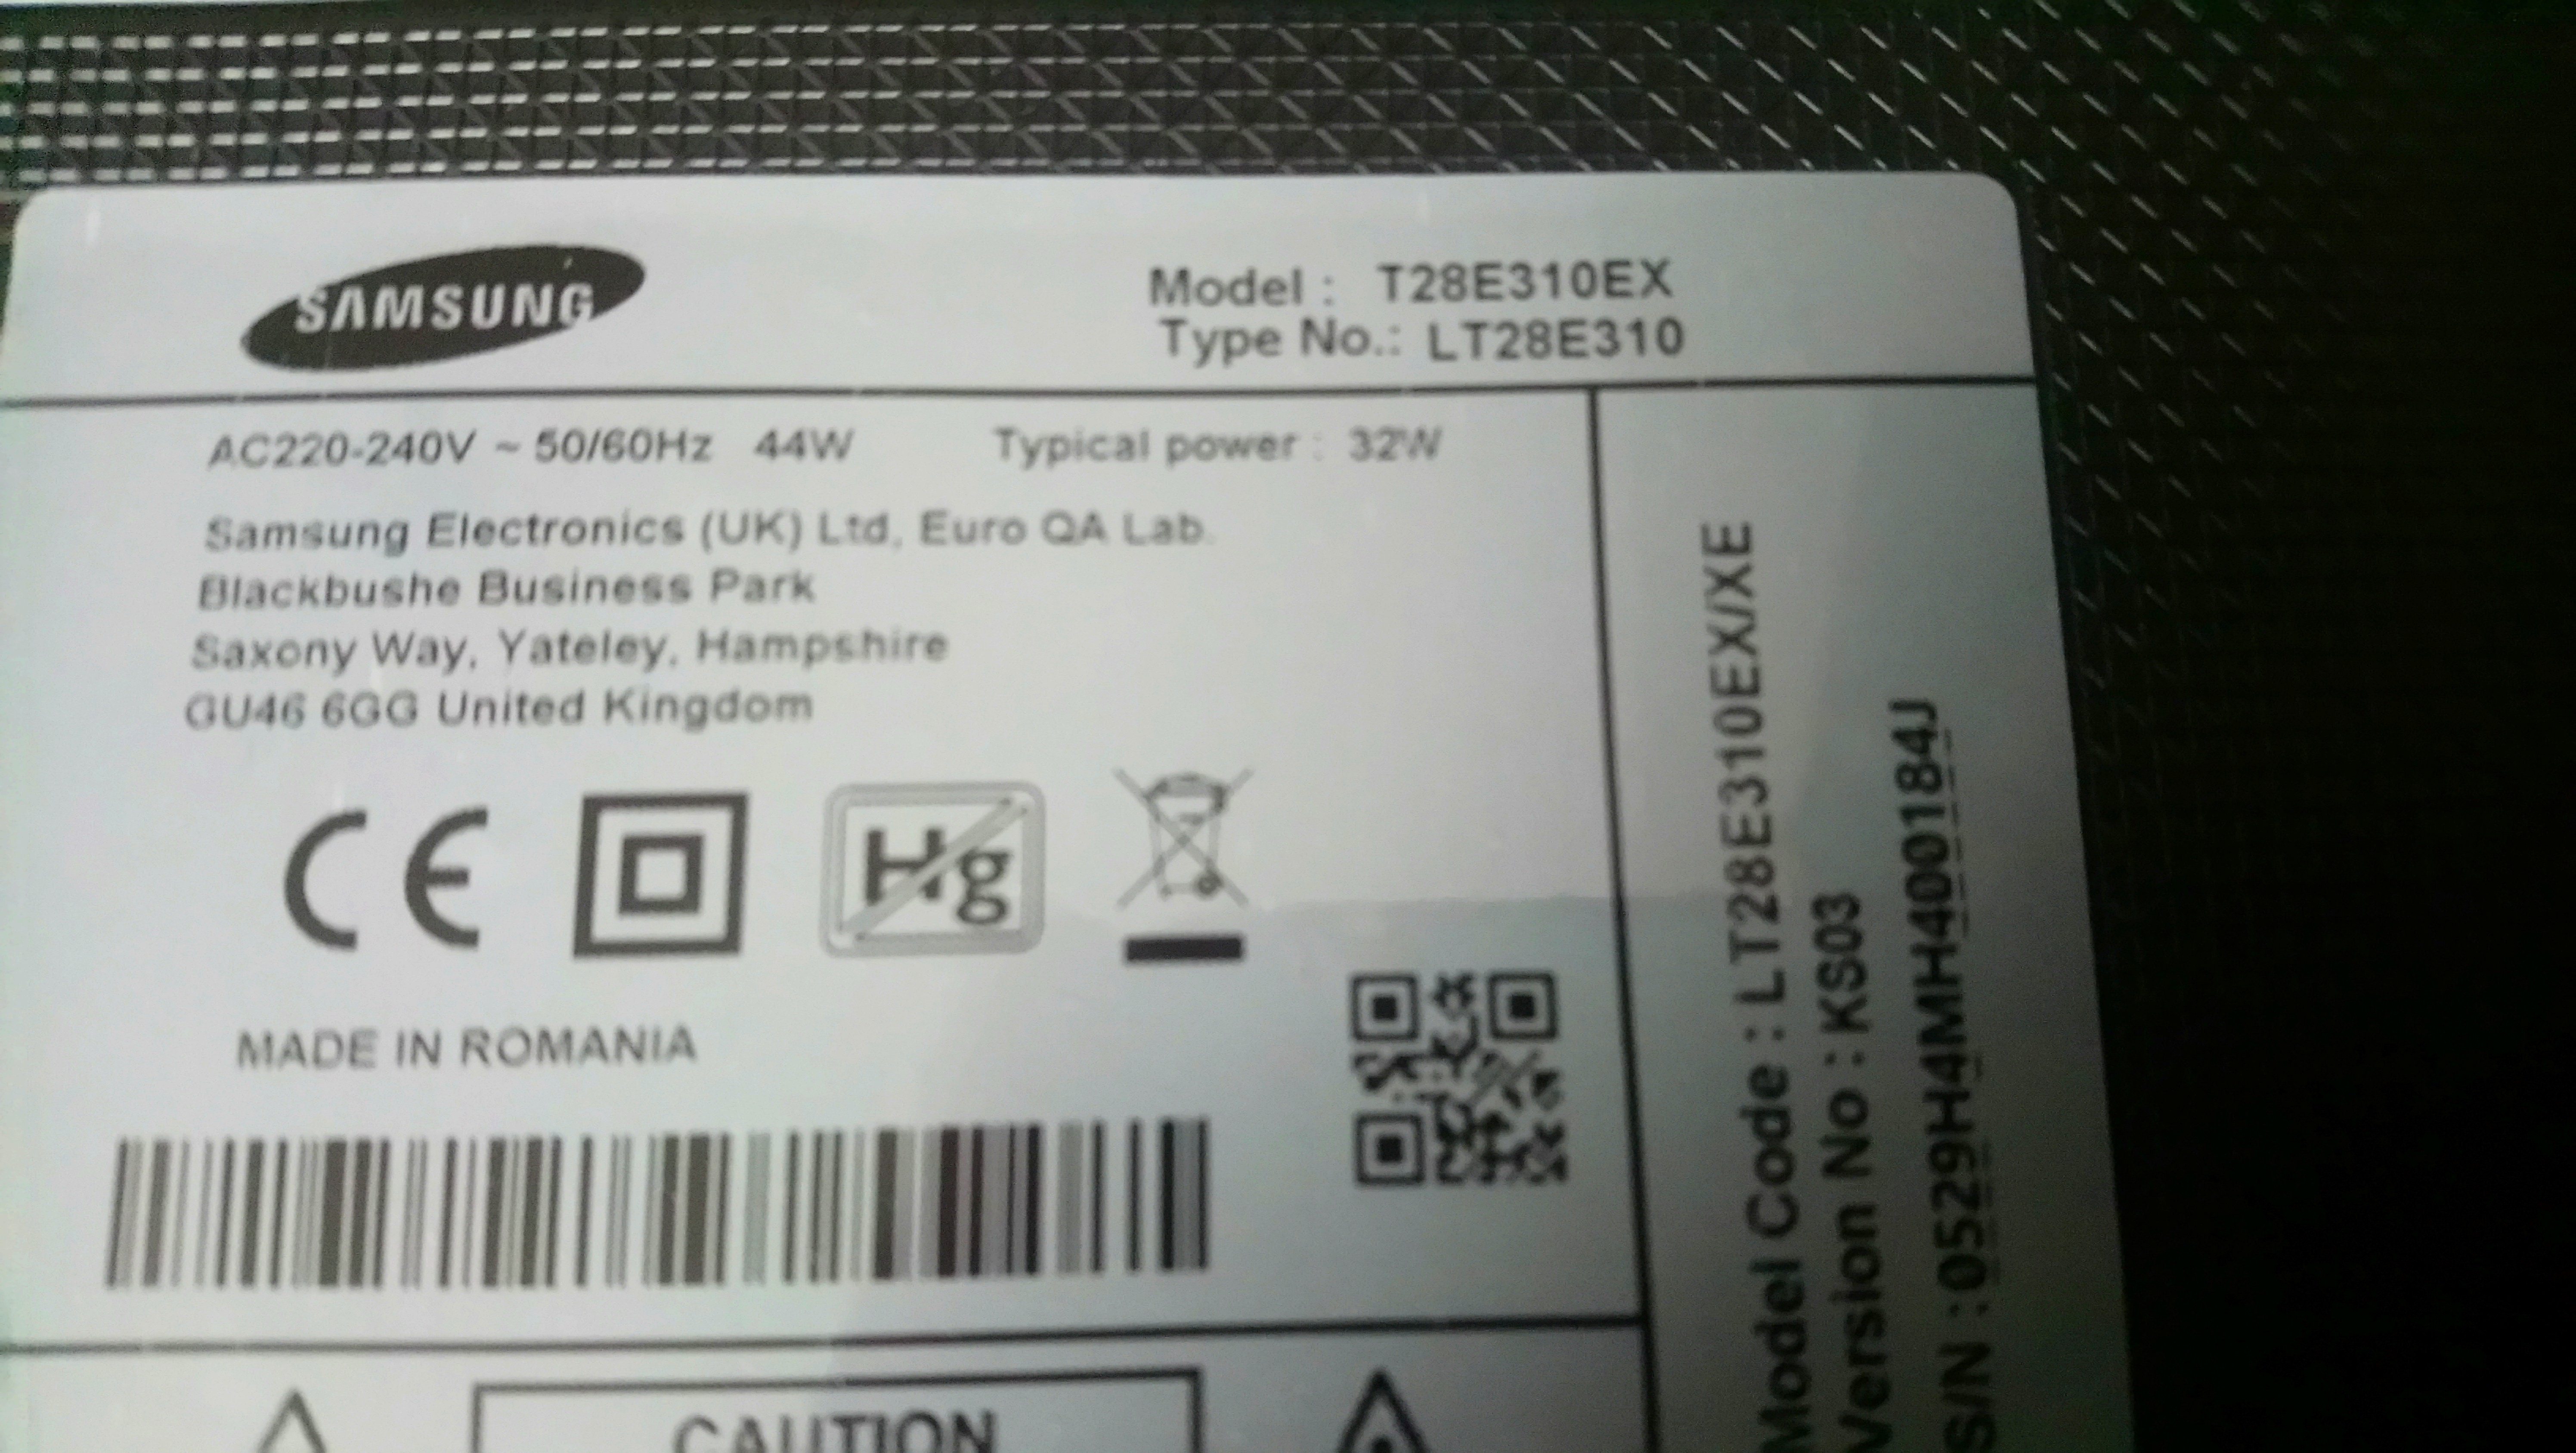 SAMSUNG
Model : T28E310EX
Type No.: LT28E310
AC220-240V ~ 50/60Hz 44W Typical power : 32W
Samsung Electronics (UK) Ltd, Euro QA Lab.
Blackbushe Business Park
Saxony Way, Yateley, Hampshire
GU46 6GG United Kingdom
CE
Hg
MADE IN ROMANIA
CAUTION
Model Code : LT28E310EX/XE
Version No : KS03
S/N : 0529H4MH400184J